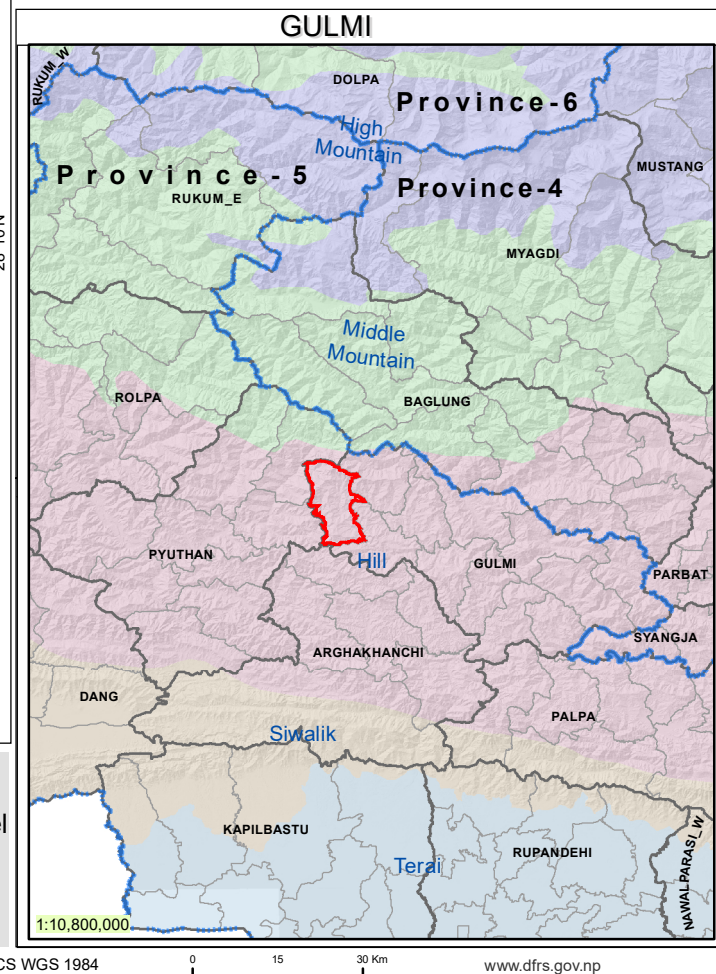 GULMI
RUKUM_W
DOLPA
Province-6
High
Mountain
MUSTANG
Province-5
Province-4
RUKUM_E
MYAGDI
Middle
Mountain
ROLPA
BAGLUNG
PYUTHAN
Hill
GULMI
PARBAT
SYANGJA
ARGHAKHANCHI
DANG
PALPA
Siwalik
KAPILBASTU
Terai
RUPANDEHI
NAWALPARASI_W
1:10,800,000
CS WGS 1984
0 15 30 Km
www.dfrs.gov.np